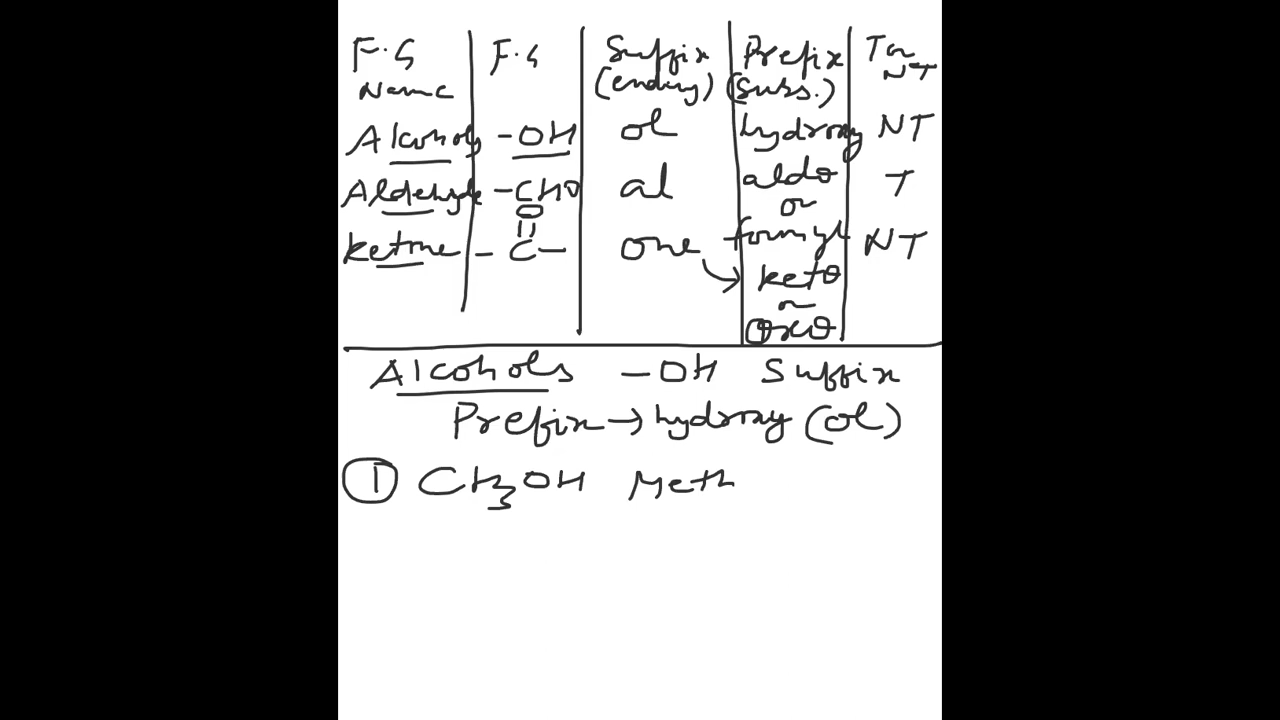 F.G F.G Suffix Prefix T or
Name (ending) (subs.) NT
Alcohols -OH ol hydroxy NT
Aldehyde -CHO al aldo T
or
formyl
O
ketone -C- one NT
keto
or
oxo
Alcohols -OH Suffix
Prefix → hydroxy (ol)
① CH3OH Meth